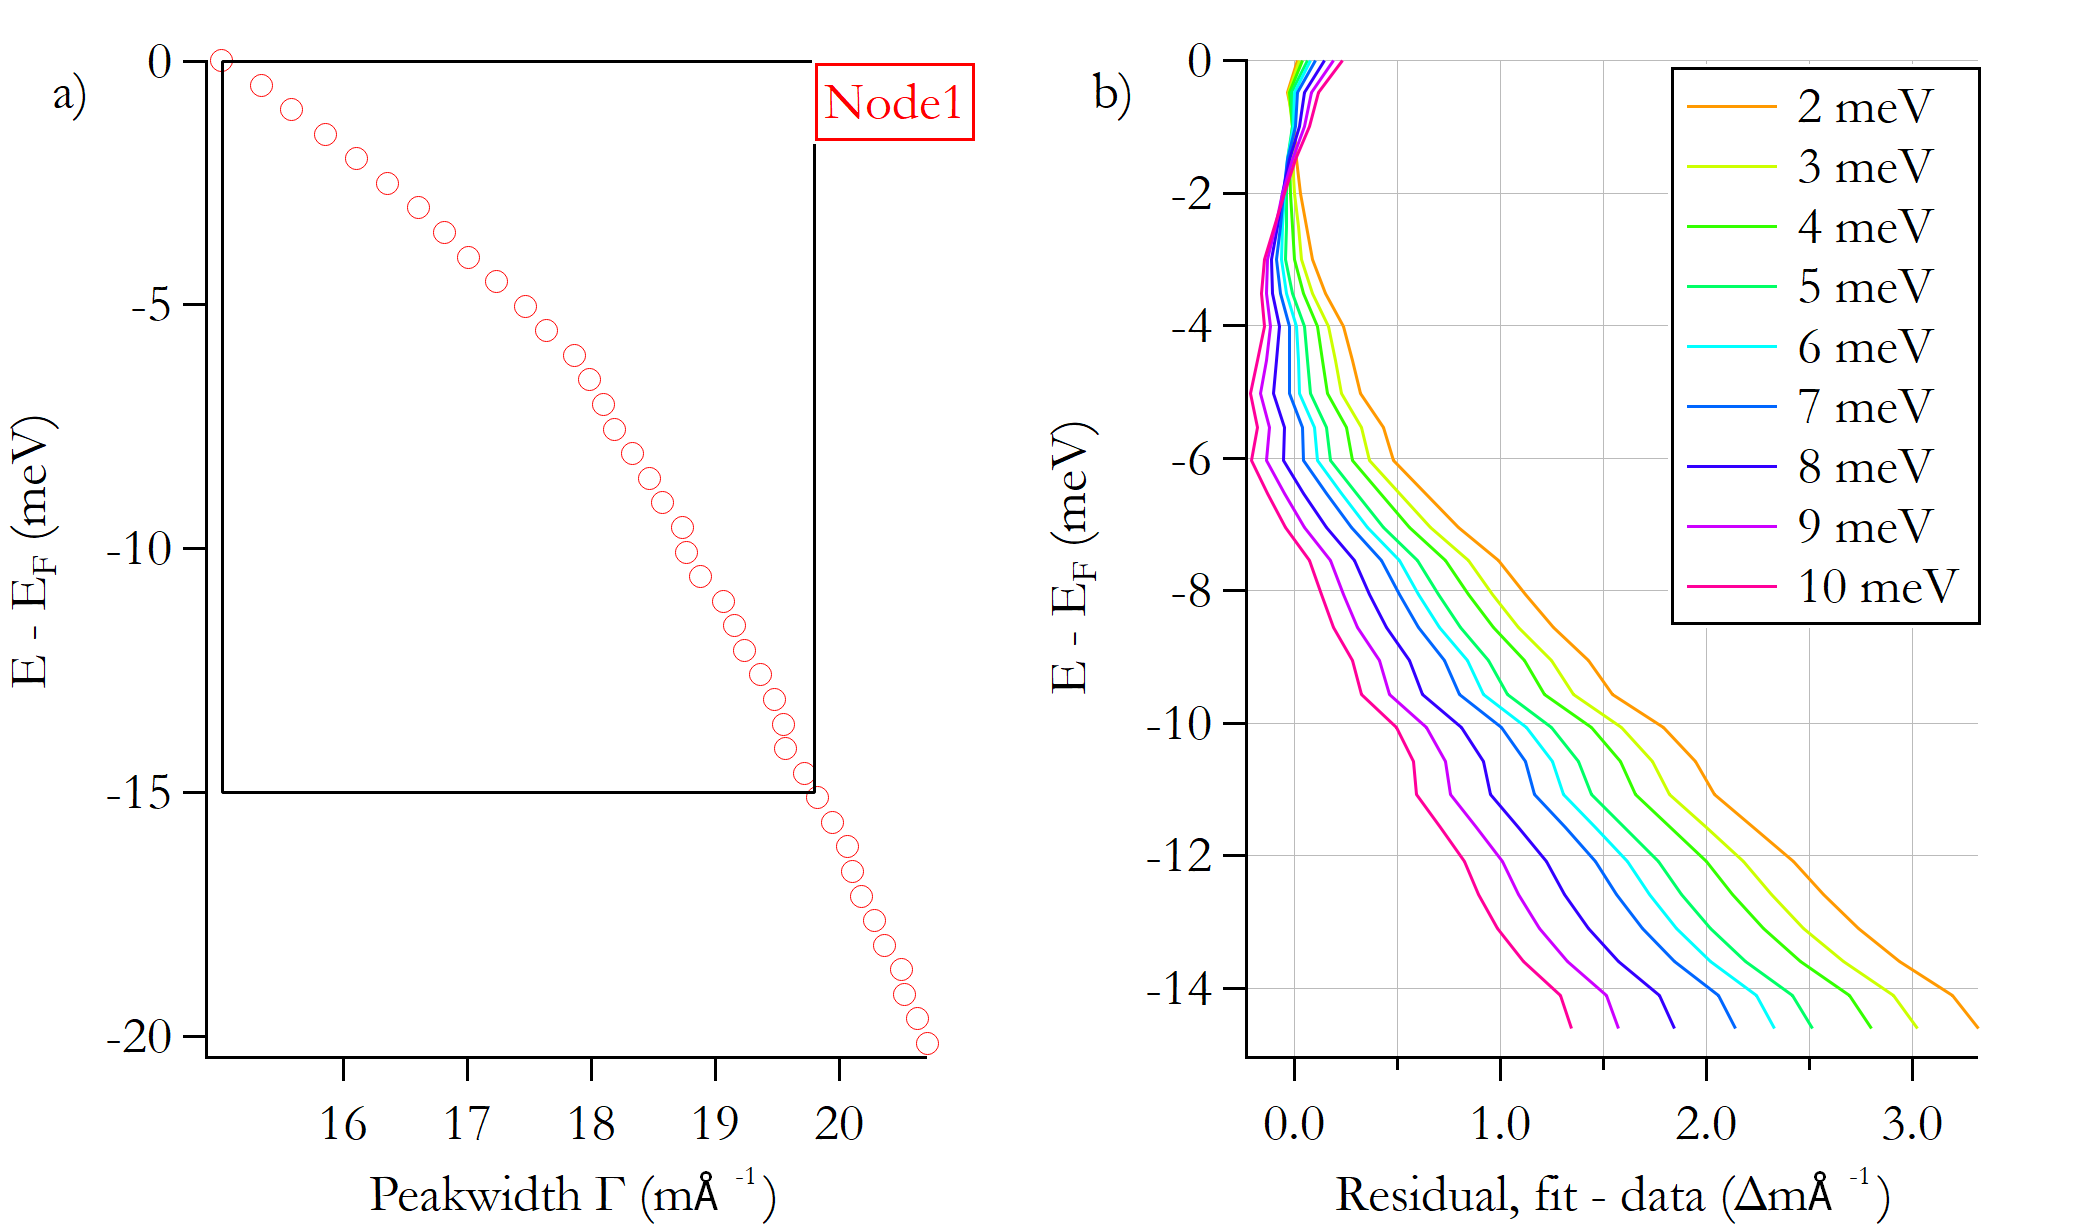 a)
0
-5
-10
-15
-20
E - EF (meV)
Node1
16 17 18 19 20
Peakwidth Γ (mÅ -1)
b)
0
-2
-4
-6
-8
-10
-12
-14
E - EF (meV)
2 meV
3 meV
4 meV
5 meV
6 meV
7 meV
8 meV
9 meV
10 meV
0.0 1.0 2.0 3.0
Residual, fit - data (ΔmÅ -1)